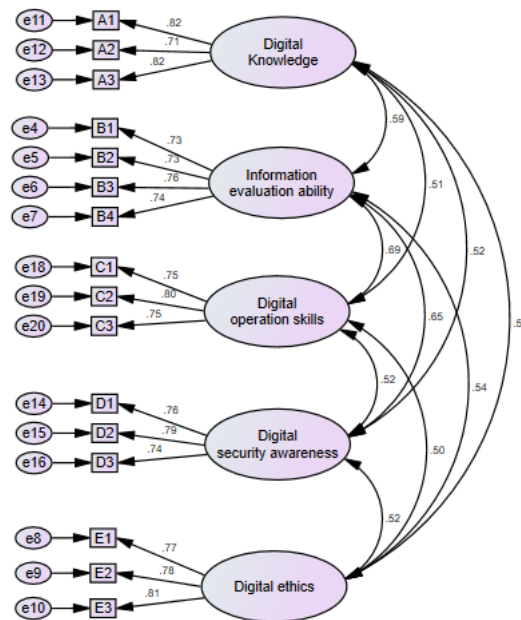 e11 A1 .82 Digital
e12 A2 .71 Knowledge
e13 A3 .82
.59
e4 B1 .73
e5 B2 .73 Information
e6 B3 .76 evaluation ability
e7 B4 .74
.51
.69
.52
e18 C1 .75
e19 C2 .80 Digital
e20 C3 .75 operation skills
.65
.5
.52
.54
e14 D1 .76
e15 D2 .79 Digital
e16 D3 .74 security awareness
.50
.52
e8 E1 .77
e9 E2 .78 Digital ethics
e10 E3 .81